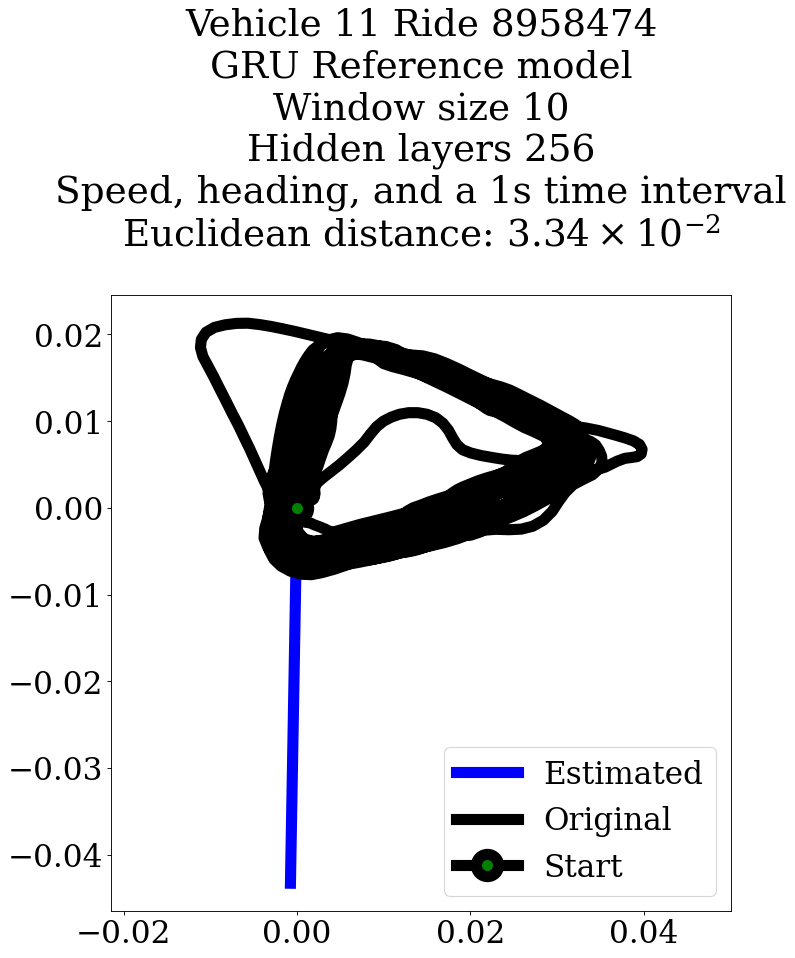 Vehicle 11 Ride 8958474
GRU Reference model
Window size 10
Hidden layers 256
Speed, heading, and a 1s time interval
Euclidean distance: 3.34 × 10⁻²
0.02
0.01
0.00
−0.01
−0.02
−0.03
−0.04
Estimated
Original
Start
−0.02 0.00 0.02 0.04